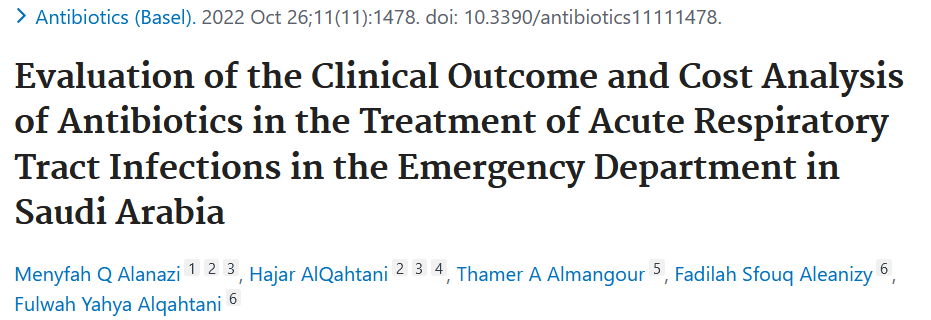 Antibiotics (Basel). 2022 Oct 26;11(11):1478. doi: 10.3390/antibiotics11111478.
Evaluation of the Clinical Outcome and Cost Analysis
of Antibiotics in the Treatment of Acute Respiratory
Tract Infections in the Emergency Department in
Saudi Arabia
Menyfah Q Alanazi 1 2 3, Hajar AlQahtani 2 3 4, Thamer A Almangour 5, Fadilah Sfouq Aleanizy 6,
Fulwah Yahya Alqahtani 6